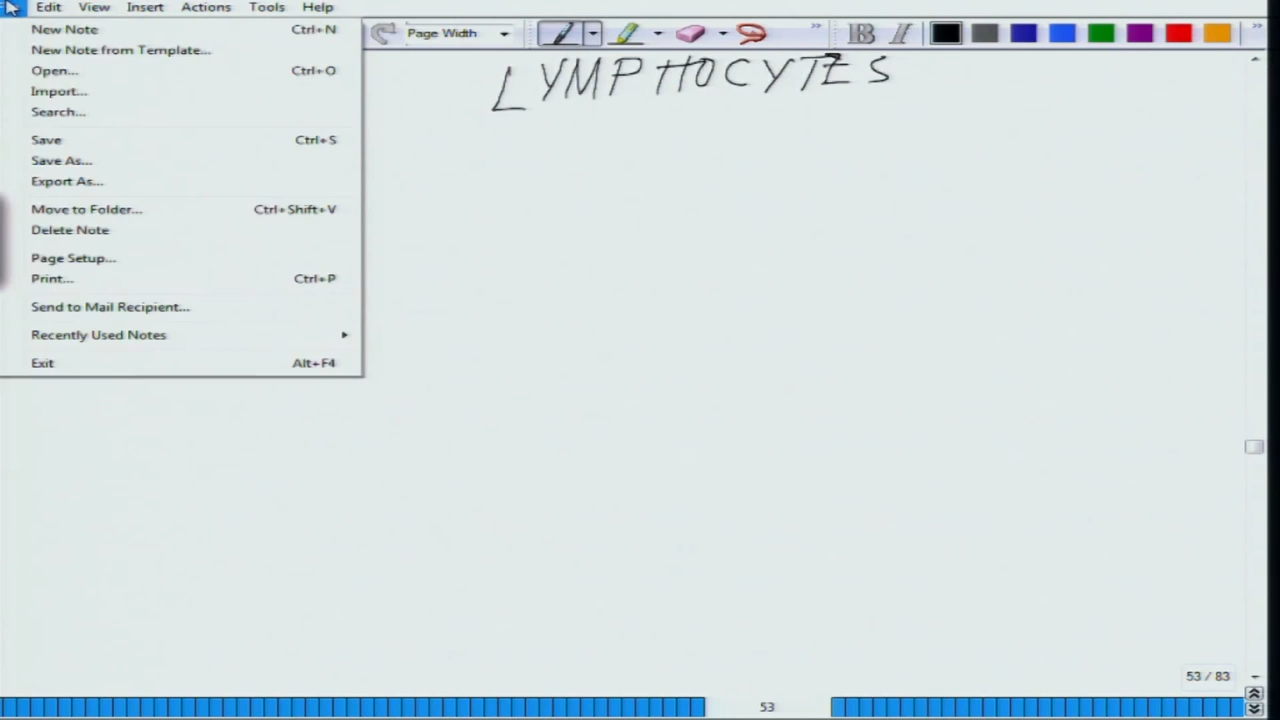 Edit View Insert Actions Tools Help
New Note Ctrl+N
New Note from Template...
Open... Ctrl+O
Import...
Search...
Save Ctrl+S
Save As...
Export As...
Move to Folder... Ctrl+Shift+V
Delete Note
Page Setup...
Print... Ctrl+P
Send to Mail Recipient...
Recently Used Notes
Exit Alt+F4
Page Width B I
LYMPHOCYTES
53 / 83
53